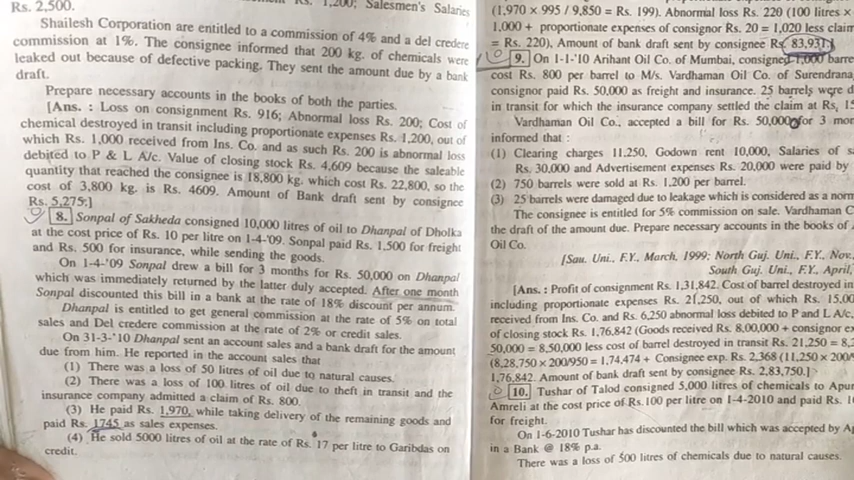 Rs. 2,500.
Rs. 1,200; Salesmen's Salaries
Shailesh Corporation are entitled to a commission of 4% and a del credere
commission at 1%. The consignee informed that 200 kg. of chemicals were
leaked out because of defective packing. They sent the amount due by a bank
draft.
Prepare necessary accounts in the books of both the parties.
[Ans. : Loss on consignment Rs. 916; Abnormal loss Rs. 200; Cost of
chemical destroyed in transit including proportionate expenses Rs. 1,200, out of
which Rs. 1,000 received from Ins. Co. and as such Rs. 200 is abnormal loss
debited to P & L A/c. Value of closing stock Rs. 4,609 because the saleable
quantity that reached the consignee is 18,800 kg. which cost Rs. 22,800, so the
cost of 3,800 kg. is Rs. 4609. Amount of Bank draft sent by consignee
Rs. 5,275.]
8. Sonpal of Sakheda consigned 10,000 litres of oil to Dhanpal of Dholka
at the cost price of Rs. 10 per litre on 1-4-'09. Sonpal paid Rs. 1,500 for freight
and Rs. 500 for insurance, while sending the goods.
On 1-4-'09 Sonpal drew a bill for 3 months for Rs. 50,000 on Dhanpal
which was immediately returned by the latter duly accepted. After one month
Sonpal discounted this bill in a bank at the rate of 18% discount per annum.
Dhanpal is entitled to get general commission at the rate of 5% on total
sales and Del credere commission at the rate of 2% or credit sales.
On 31-3-'10 Dhanpal sent an account sales and a bank draft for the amount
due from him. He reported in the account sales that
(1) There was a loss of 50 litres of oil due to natural causes.
(2) There was a loss of 100 litres of oil due to theft in transit and the
insurance company admitted a claim of Rs. 800.
(3) He paid Rs. 1,970, while taking delivery of the remaining goods and
paid Rs. 1745 as sales expenses.
(4) He sold 5000 litres of oil at the rate of Rs. 17 per litre to Garibdas on
credit.
(1,970 × 995 / 9,850 = Rs. 199). Abnormal loss Rs. 220 (100 litres ×
1,000 + proportionate expenses of consignor Rs. 20 = 1,020 less claim
= Rs. 220). Amount of bank draft sent by consignee Rs. 83,931]
9. On 1-1-'10 Arihant Oil Co. of Mumbai, consigned 1,000 barre
cost Rs. 800 per barrel to M/s. Vardhaman Oil Co. of Surendrana
consignor paid Rs. 50,000 as freight and insurance. 25 barrels were d
in transit for which the insurance company settled the claim at Rs, 15
Vardhaman Oil Co., accepted a bill for Rs. 50,000 for 3 mon
informed that :
(1) Clearing charges 11,250, Godown rent 10,000, Salaries of sa
Rs. 30,000 and Advertisement expenses Rs. 20,000 were paid by
(2) 750 barrels were sold at Rs. 1,200 per barrel.
(3) 25 barrels were damaged due to leakage which is considered as a norm
The consignee is entitled for 5% commission on sale. Vardhaman C
the draft of the amount due. Prepare necessary accounts in the books of
Oil Co.
[Sau. Uni., F.Y., March, 1999; North Guj. Uni., F.Y., Nov.
South Guj. Uni., F.Y., April,
[Ans. : Profit of consignment Rs. 1,31,842. Cost of barrel destroyed in
including proportionate expenses Rs. 21,250, out of which Rs. 15,00
received from Ins. Co. and Rs. 6,250 abnormal loss debited to P and L A/c,
of closing stock Rs. 1,76,842 (Goods received Rs. 8,00,000 + consignor ex
50,000 = 8,50,000 less cost of barrel destroyed in transit Rs. 21,250 = 8,2
(8,28,750 × 200/950 = 1,74,474 + Consignee exp. Rs. 2,368 (11,250 × 200/
1,76,842. Amount of bank draft sent by consignee Rs. 2,83,750.]
10. Tushar of Talod consigned 5,000 litres of chemicals to Apur
Amreli at the cost price of Rs. 100 per litre on 1-4-2010 and paid Rs. 10
for freight.
On 1-6-2010 Tushar has discounted the bill which was accepted by Ap
in a Bank @ 18% p.a.
There was a loss of 500 litres of chemicals due to natural causes.